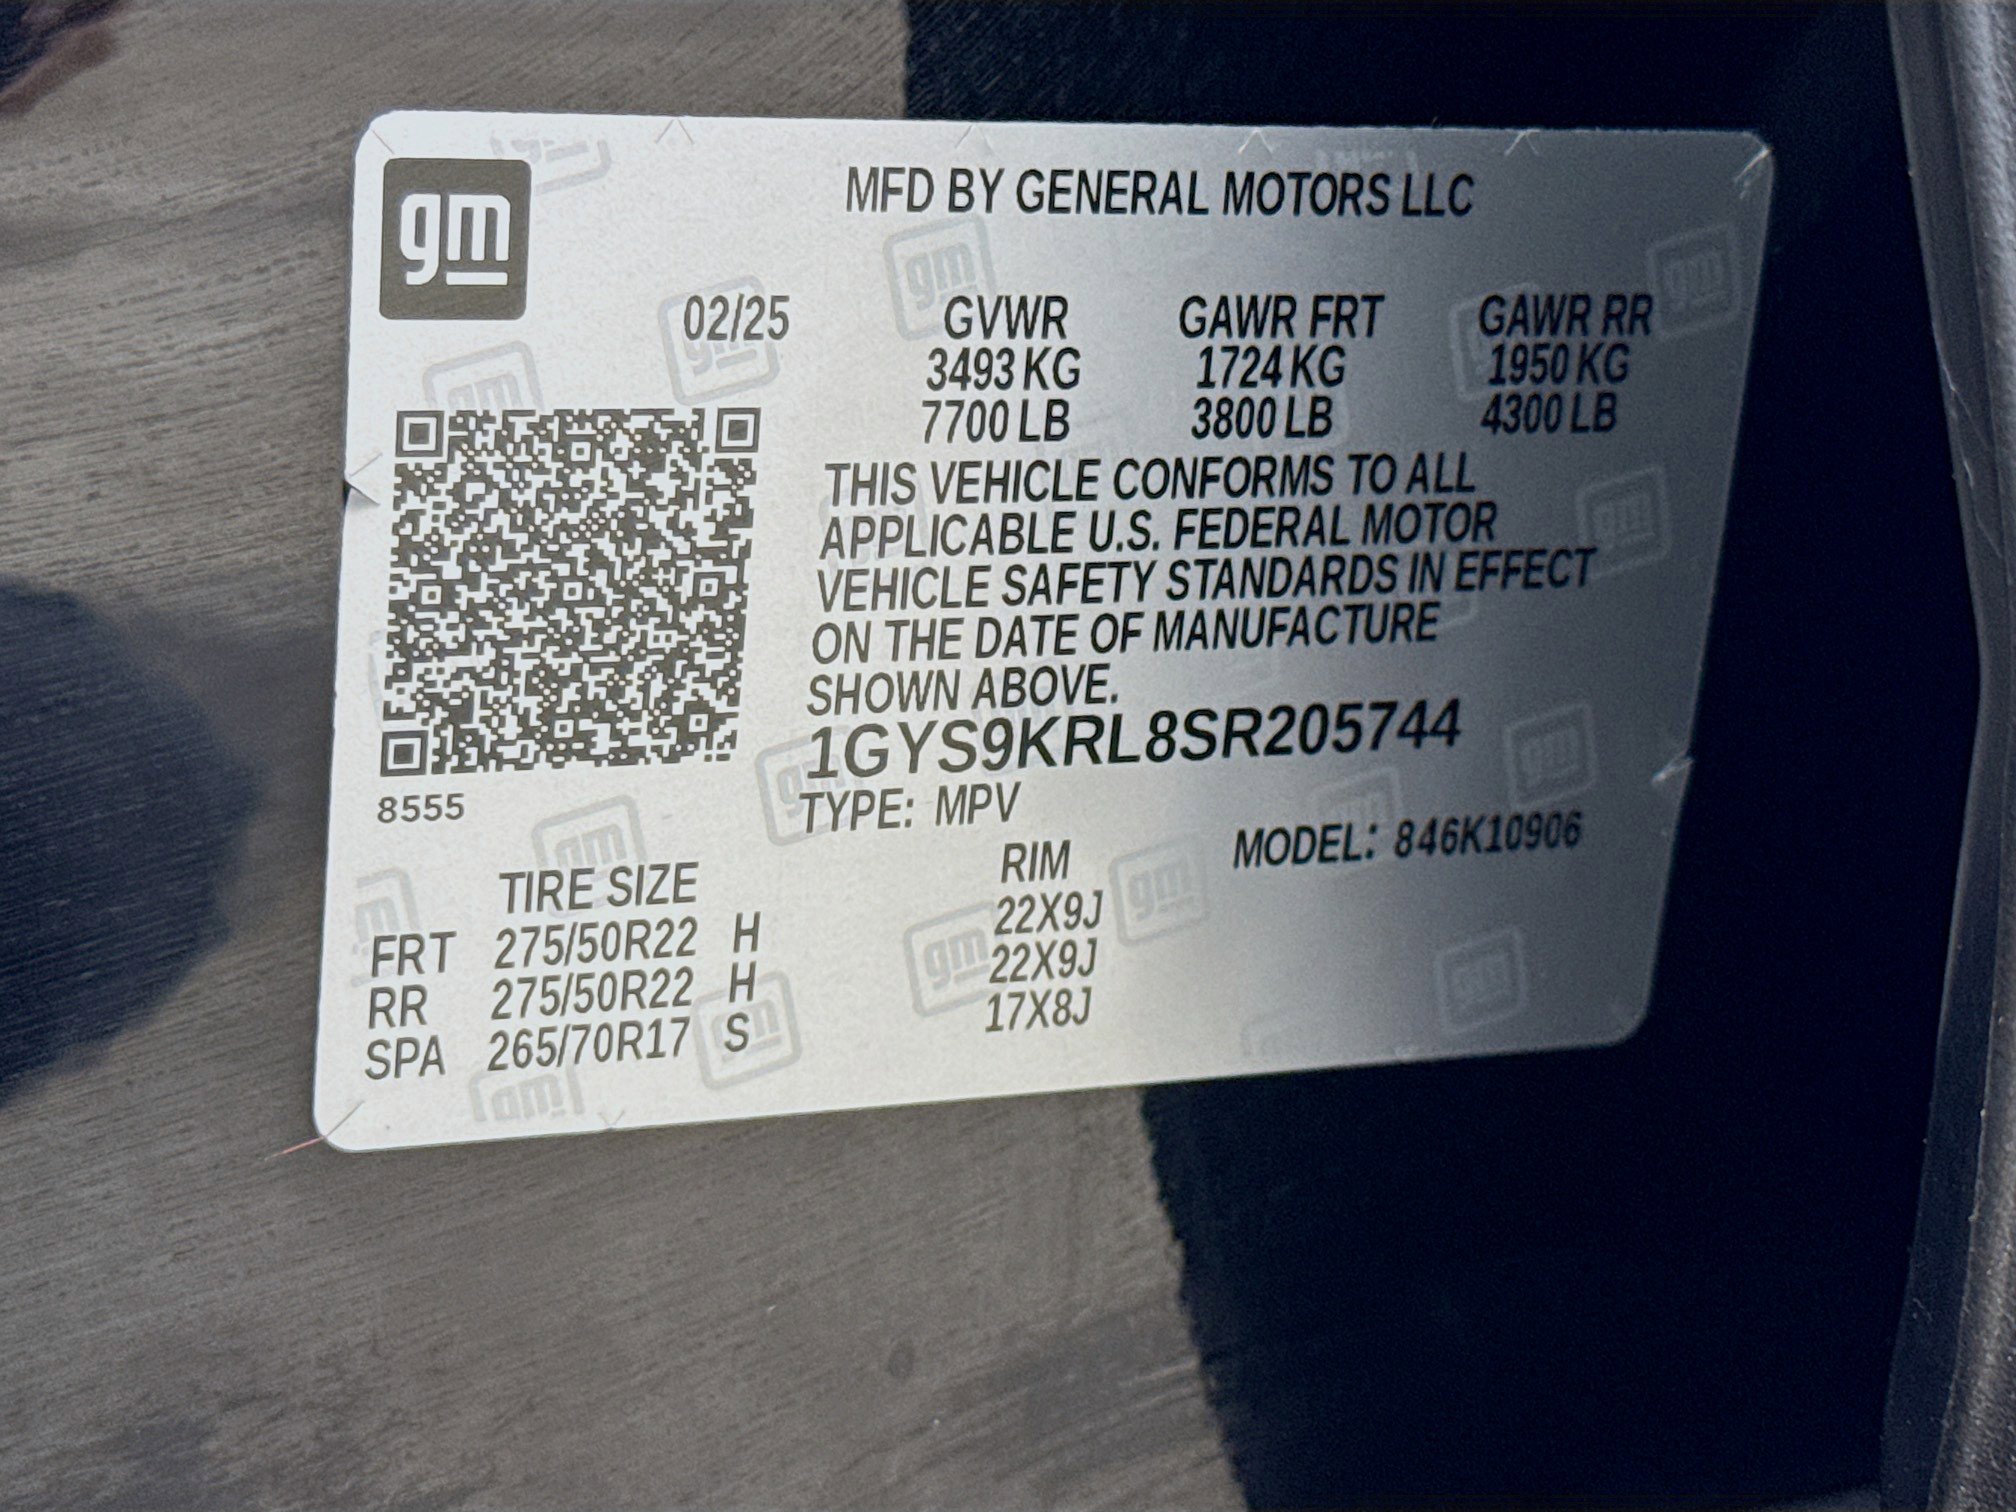 gm
MFD BY GENERAL MOTORS LLC
02/25 GVWR GAWR FRT GAWR RR
3493 KG 1724 KG 1950 KG
7700 LB 3800 LB 4300 LB
THIS VEHICLE CONFORMS TO ALL
APPLICABLE U.S. FEDERAL MOTOR
VEHICLE SAFETY STANDARDS IN EFFECT
ON THE DATE OF MANUFACTURE
SHOWN ABOVE.
1GYS9KRL8SR205744
8555
TYPE: MPV MODEL: 846K10906
TIRE SIZE RIM
FRT 275/50R22 H 22X9J
RR 275/50R22 H 22X9J
SPA 265/70R17 S 17X8J